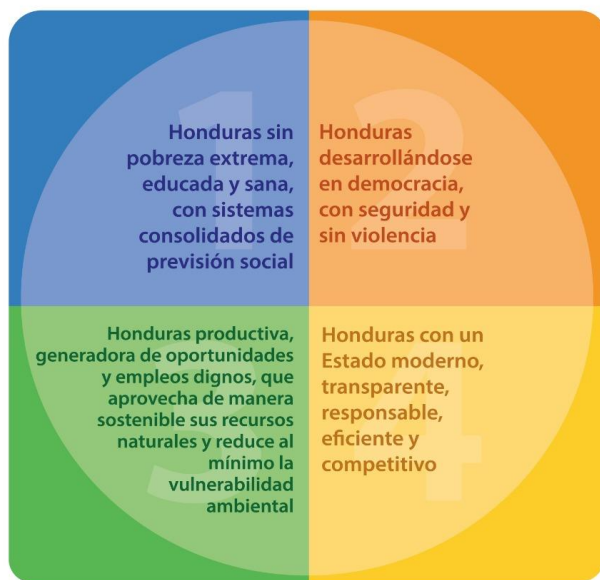 1
Honduras sin
pobreza extrema,
educada y sana,
con sistemas
consolidados de
previsión social
2
Honduras
desarrollándose
en democracia,
con seguridad y
sin violencia
3
Honduras productiva,
generadora de oportunidades
y empleos dignos, que
aprovecha de manera
sostenible sus recursos
naturales y reduce al
mínimo la
vulnerabilidad
ambiental
4
Honduras con un
Estado moderno,
transparente,
responsable,
eficiente y
competitivo